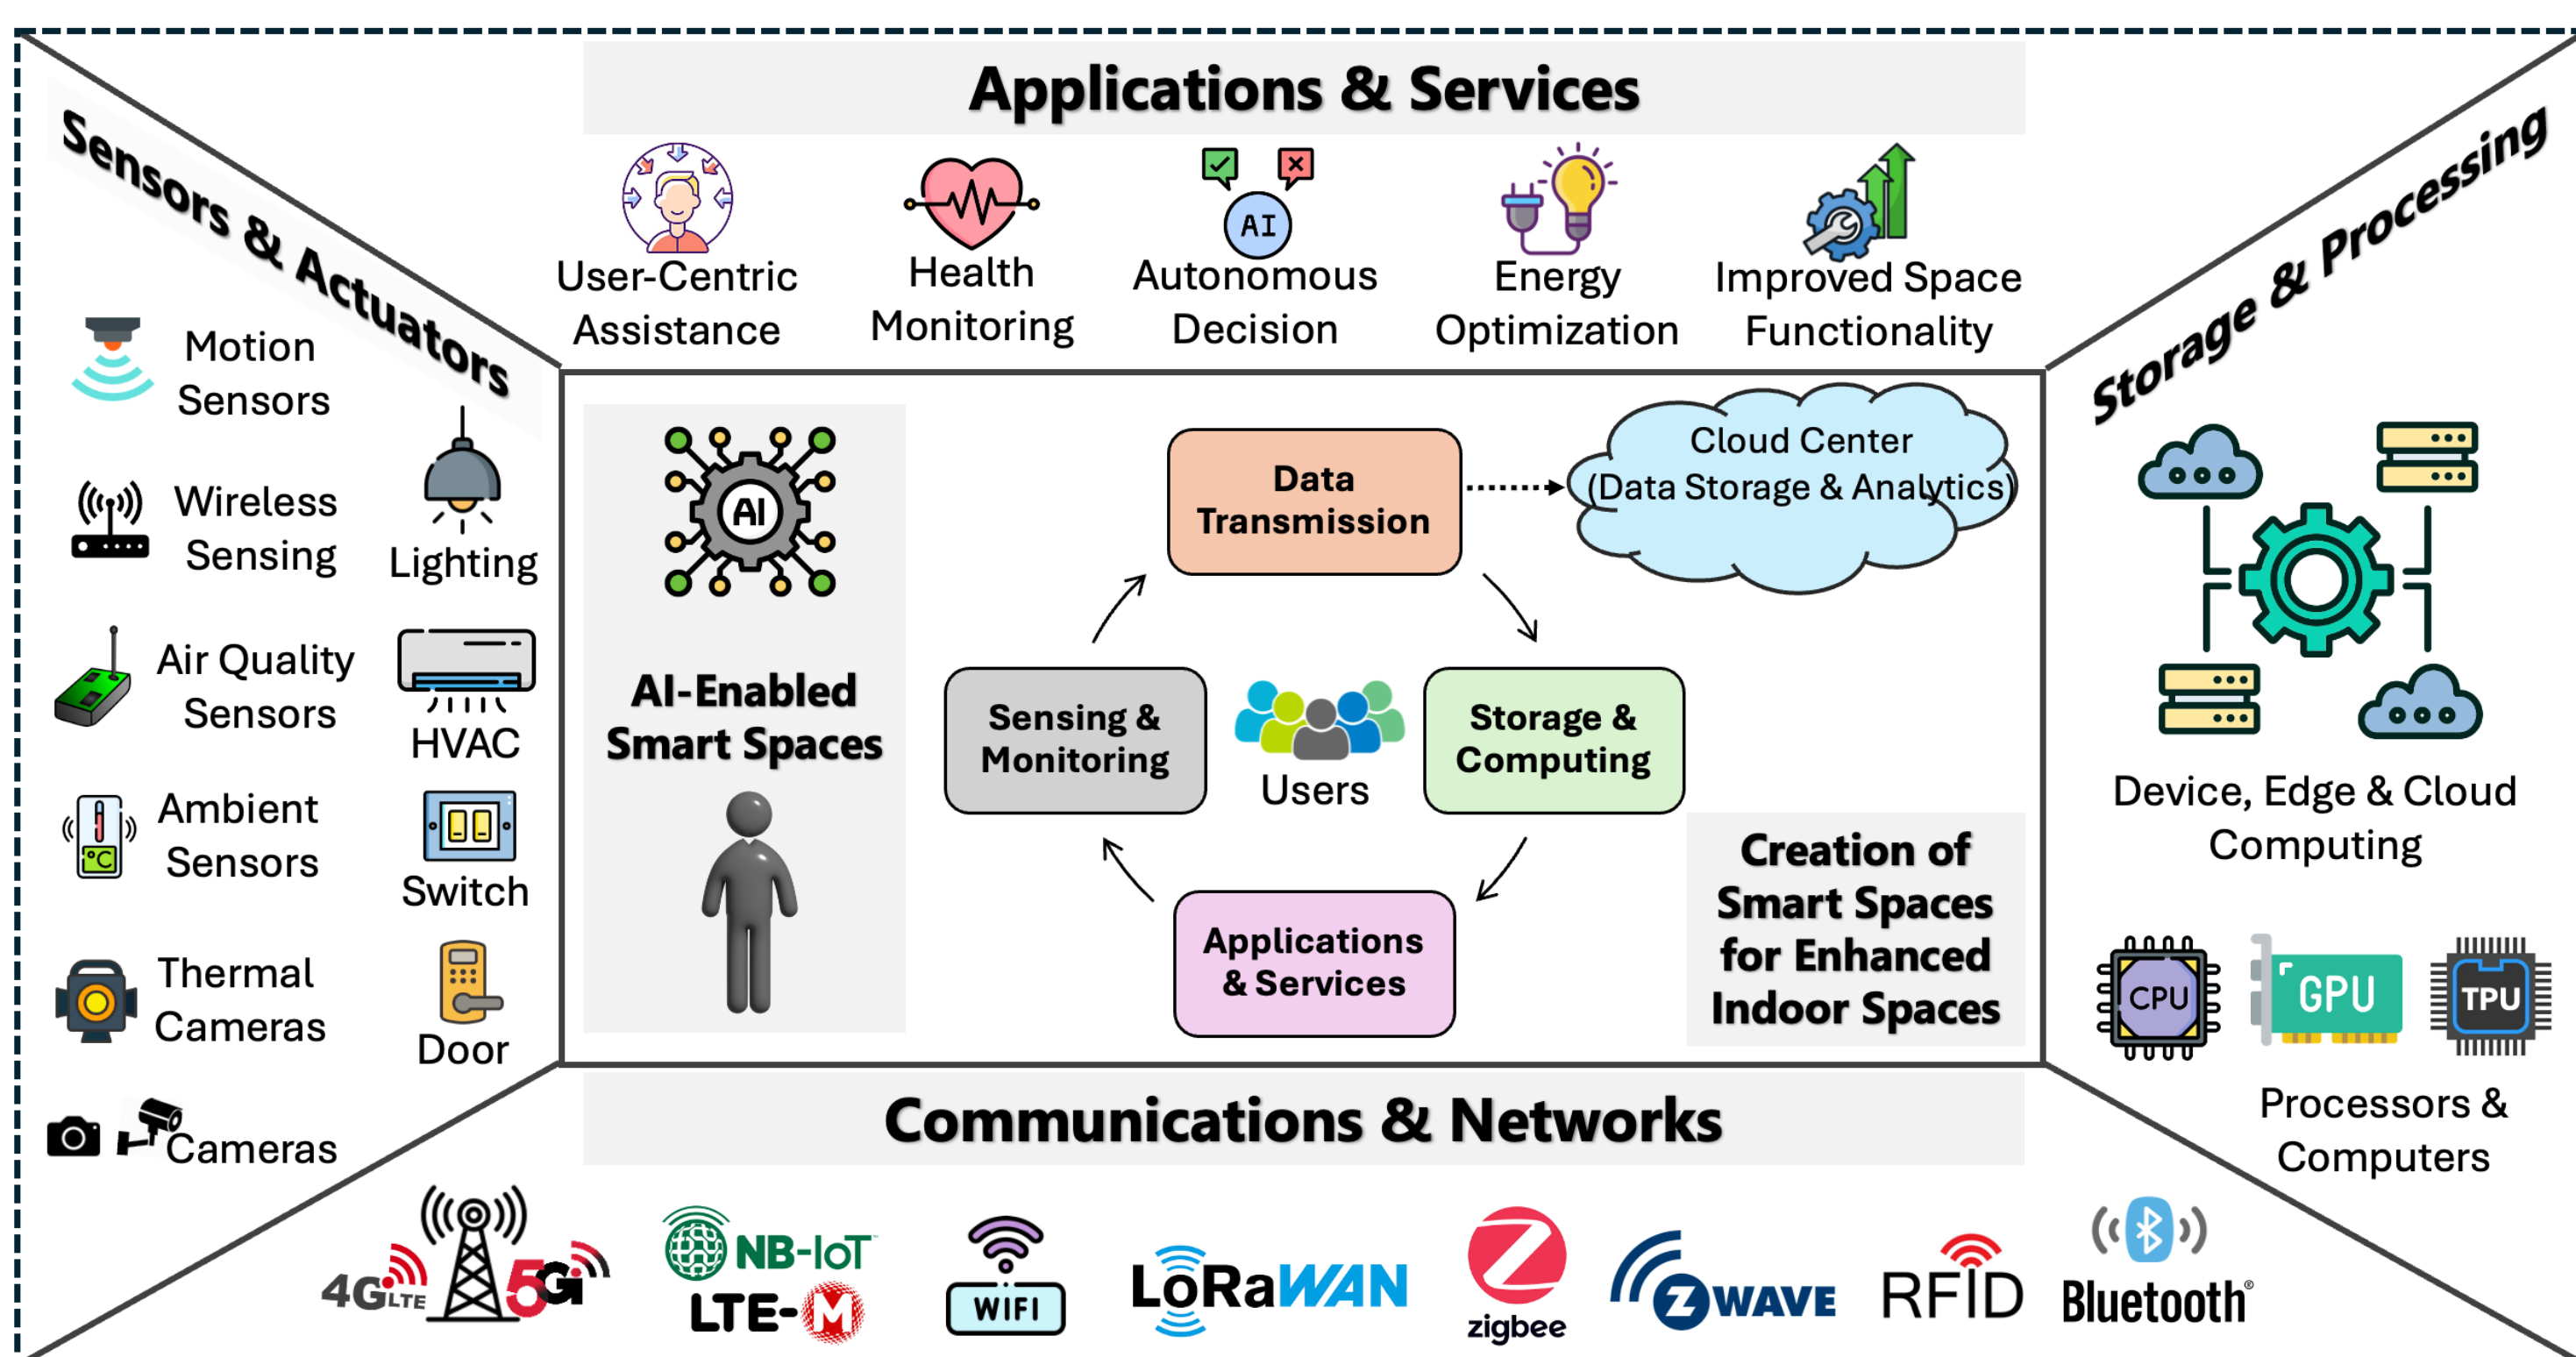 Applications & Services
User-Centric
Assistance
Health
Monitoring
AI
Autonomous
Decision
Energy
Optimization
Improved Space
Functionality
Sensors & Actuators
Motion
Sensors
Wireless
Sensing
Lighting
Air Quality
Sensors
HVAC
Ambient
Sensors
°C
Switch
Thermal
Cameras
Door
Cameras
AI
AI-Enabled
Smart Spaces
Data
Transmission
Cloud Center
(Data Storage & Analytics)
Sensing &
Monitoring
Users
Storage &
Computing
Applications
& Services
Creation of
Smart Spaces
for Enhanced
Indoor Spaces
Storage & Processing
Device, Edge & Cloud
Computing
CPU
GPU
TPU
Processors &
Computers
Communications & Networks
4G LTE
5G
NB-IoT
LTE-M
WIFI
LoRaWAN
Z
zigbee
Z WAVE
RFID
Bluetooth®